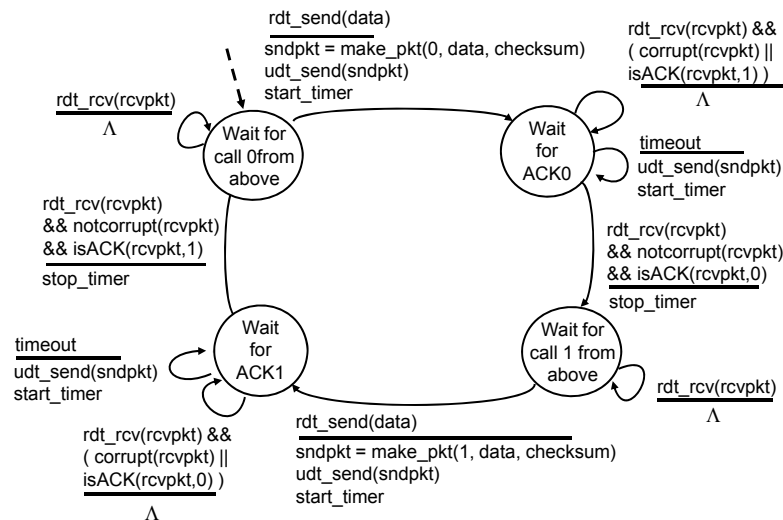 rdt_send(data)
sndpkt = make_pkt(0, data, checksum)
udt_send(sndpkt)
start_timer
rdt_rcv(rcvpkt) &&
( corrupt(rcvpkt) ||
isACK(rcvpkt,1) )
Λ
rdt_rcv(rcvpkt)
Λ
Wait for
call 0from
above
Wait
for
ACK0
timeout
udt_send(sndpkt)
start_timer
rdt_rcv(rcvpkt)
&& notcorrupt(rcvpkt)
&& isACK(rcvpkt,1)
stop_timer
rdt_rcv(rcvpkt)
&& notcorrupt(rcvpkt)
&& isACK(rcvpkt,0)
stop_timer
Wait
for
ACK1
Wait for
call 1 from
above
timeout
udt_send(sndpkt)
start_timer
rdt_rcv(rcvpkt)
Λ
rdt_send(data)
sndpkt = make_pkt(1, data, checksum)
udt_send(sndpkt)
start_timer
rdt_rcv(rcvpkt) &&
( corrupt(rcvpkt) ||
isACK(rcvpkt,0) )
Λ